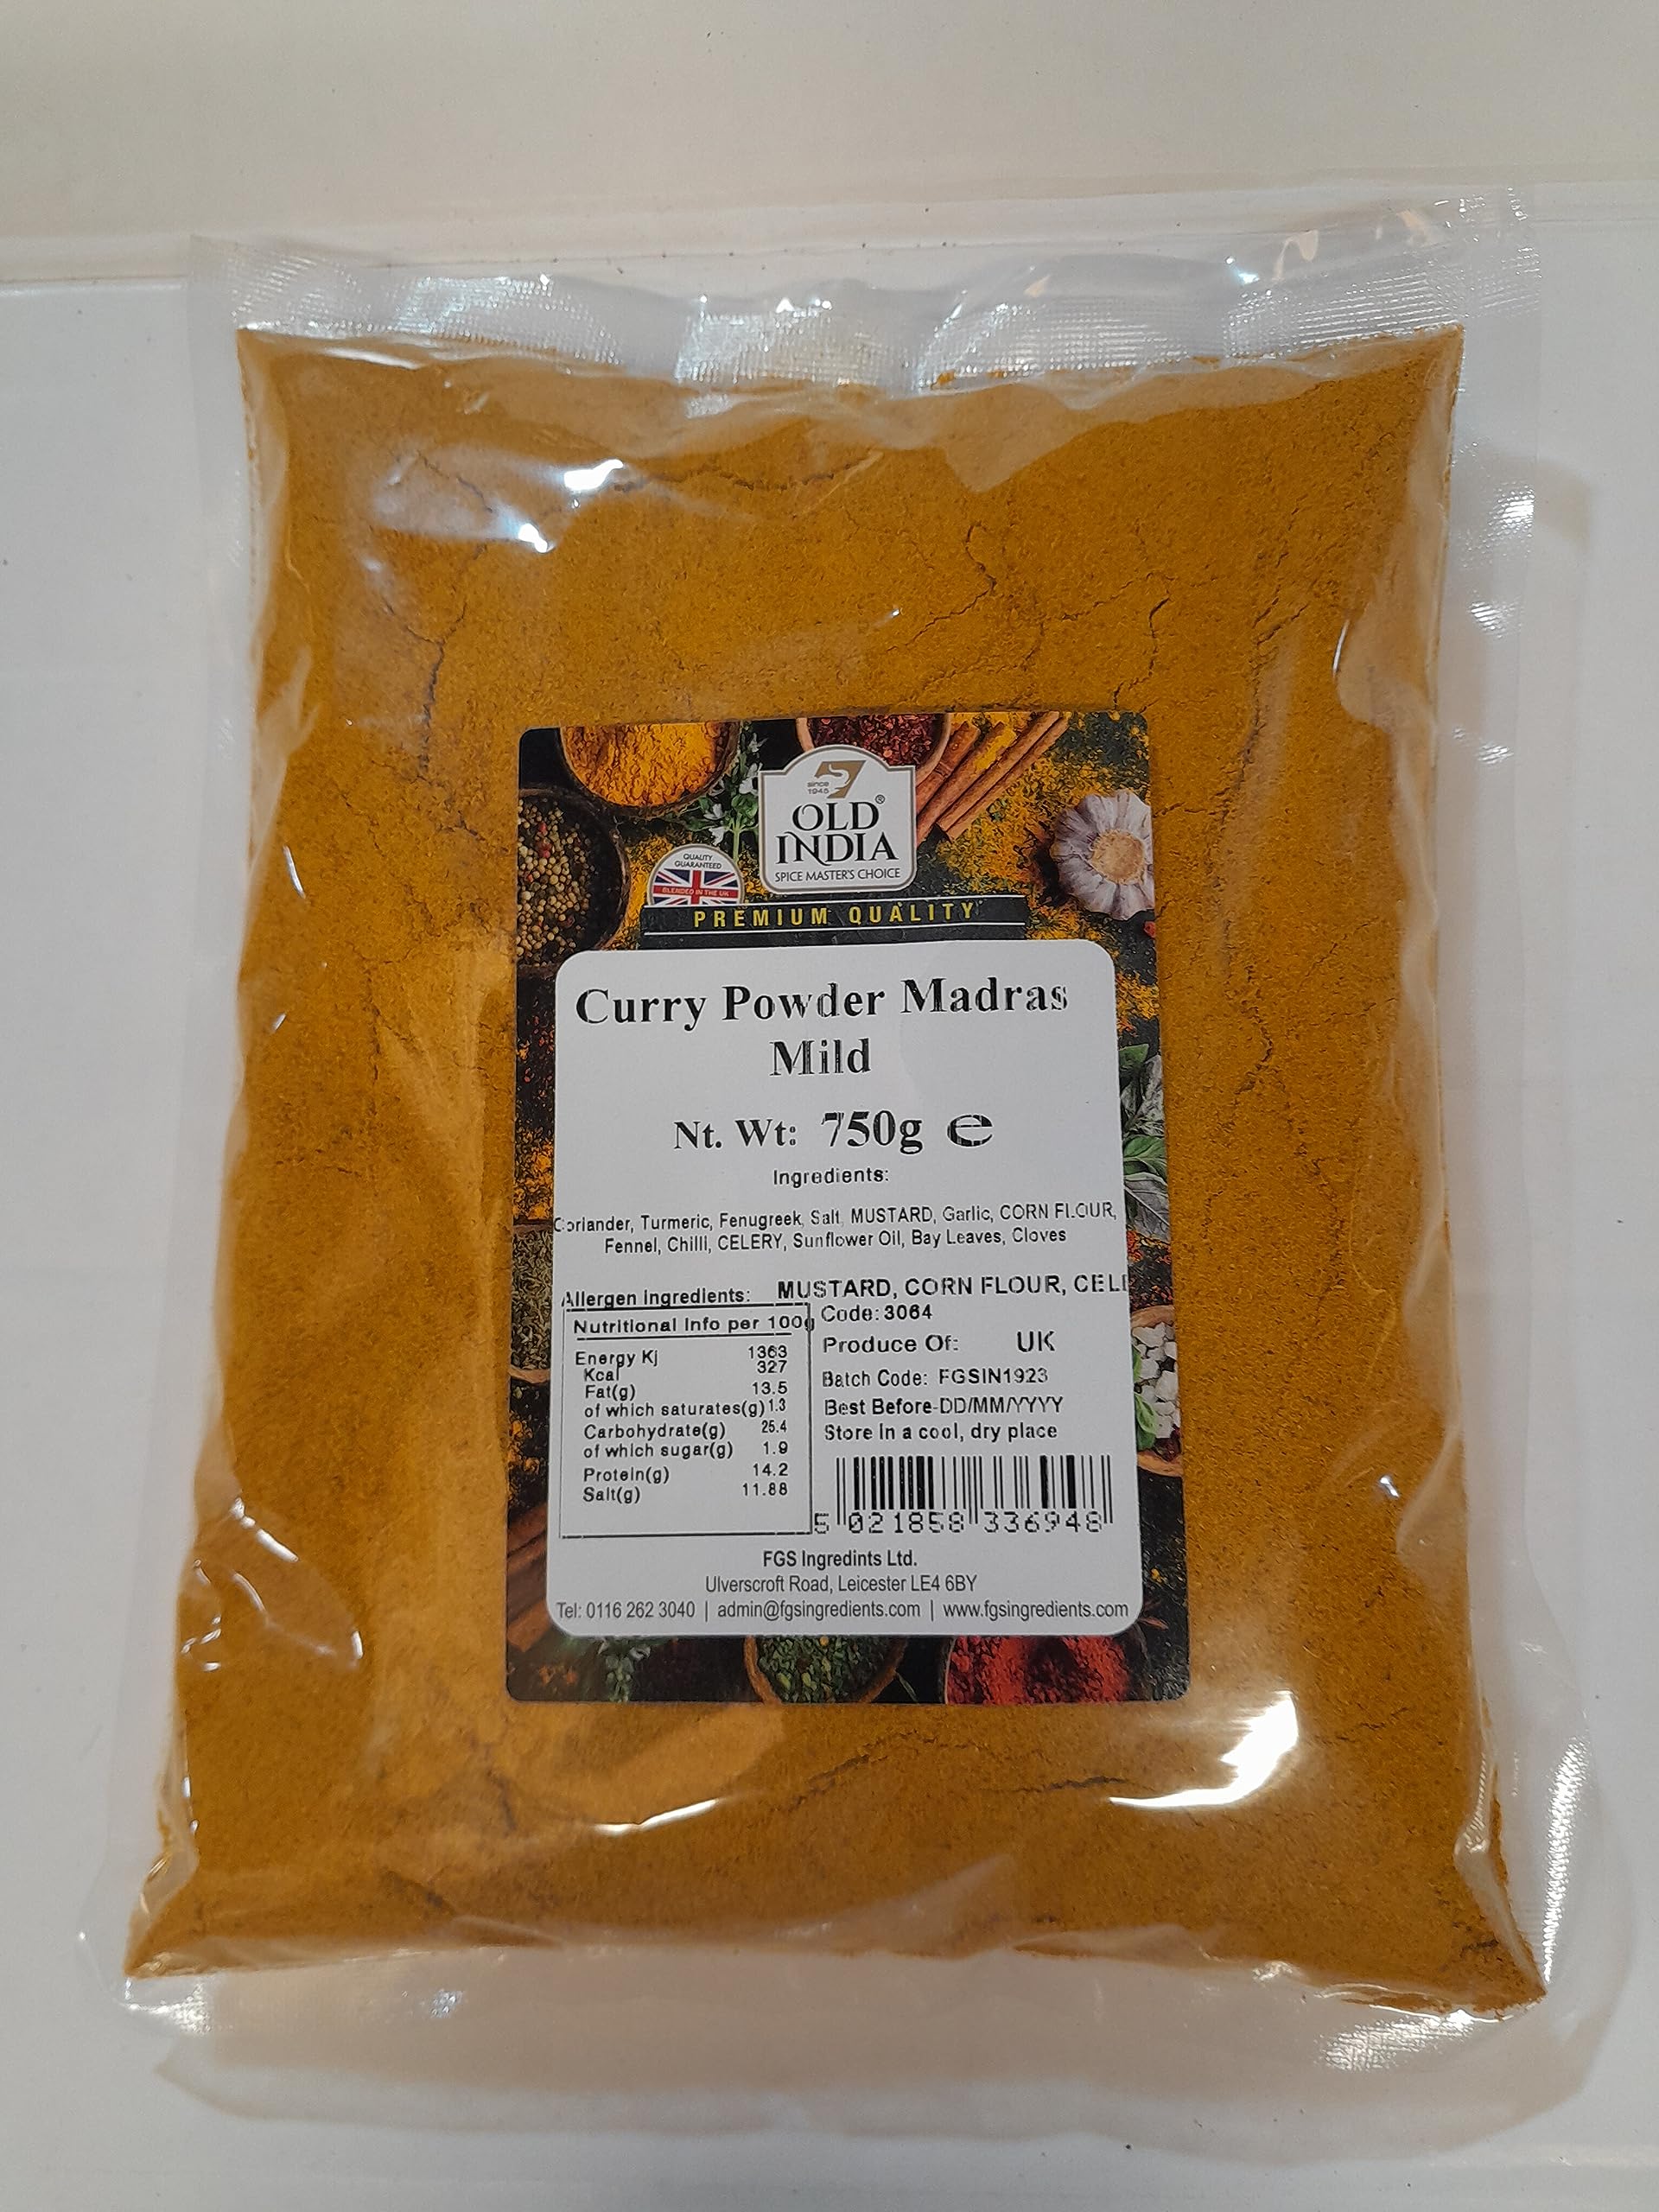 since
1945
OLD®
INDIA
SPICE MASTER'S CHOICE
QUALITY
GUARANTEED
BLENDED IN THE UK
PREMIUM QUALITY
Curry Powder Madras
Mild
Nt. Wt: 750g ℮
Ingredients:
Coriander, Turmeric, Fenugreek, Salt, MUSTARD, Garlic, CORN FLOUR,
Fennel, Chilli, CELERY, Sunflower Oil, Bay Leaves, Cloves
Allergen Ingredients: MUSTARD, CORN FLOUR, CELE
Nutritional Info per 100g
Energy Kj 1363
Kcal 327
Fat(g) 13.5
of which saturates(g) 1.3
Carbohydrate(g) 25.4
of which sugar(g) 1.9
Protein(g) 14.2
Salt(g) 11.88
Code: 3064
Produce Of: UK
Batch Code: FGSIN1923
Best Before-DD/MM/YYYY
Store in a cool, dry place
5 021858 336948
FGS Ingredints Ltd.
Ulverscroft Road, Leicester LE4 6BY
Tel: 0116 262 3040 | admin@fgsingredients.com | www.fgsingredients.com